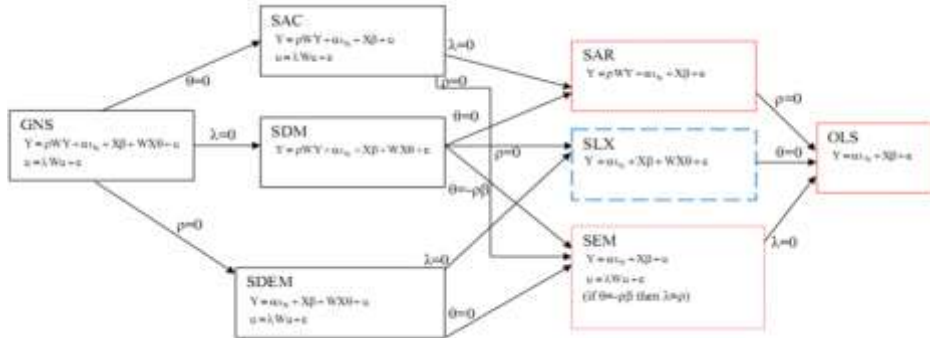 SAC
Y=ρWY+αι_N+Xβ+u
u=λWu+ε
λ=0
ρ=0
θ=0
SAR
Y=ρWY+αι_N+Xβ+ε
ρ=0
GNS
Y=ρWY+αι_N+Xβ+WXθ+u
u=λWu+ε
λ=0
SDM
Y=ρWY+αι_N+Xβ+WXθ+ε
θ=0
ρ=0
θ=-ρβ
SLX
Y=αι_N+Xβ+WXθ+ε
θ=0
OLS
Y=αι_N+Xβ+ε
ρ=0
SDEM
Y=αι_N+Xβ+WXθ+u
u=λWu+ε
λ=0
θ=0
SEM
Y=αι_N+Xβ+u
u=λWu+ε
(if θ=-ρβ then λ=ρ)
λ=0